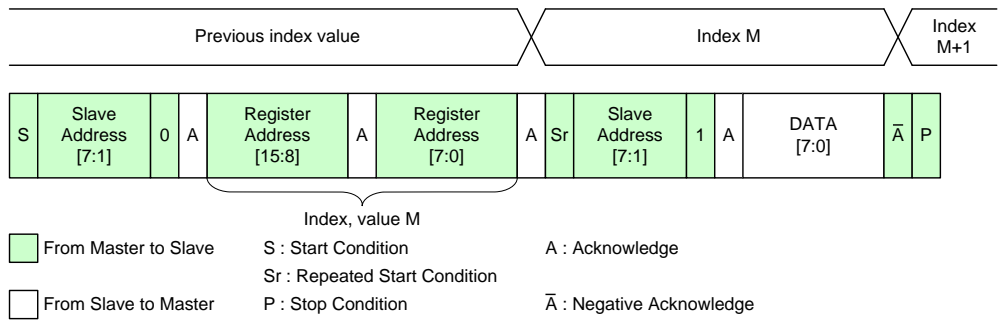 Previous index value
Index M
Index
M+1
S
Slave
Address
[7:1]
0
A
Register
Address
[15:8]
A
Register
Address
[7:0]
A
Sr
Slave
Address
[7:1]
1
A
DATA
[7:0]
A̅
P
Index, value M
From Master to Slave
S : Start Condition
A : Acknowledge
Sr : Repeated Start Condition
From Slave to Master
P : Stop Condition
A̅ : Negative Acknowledge